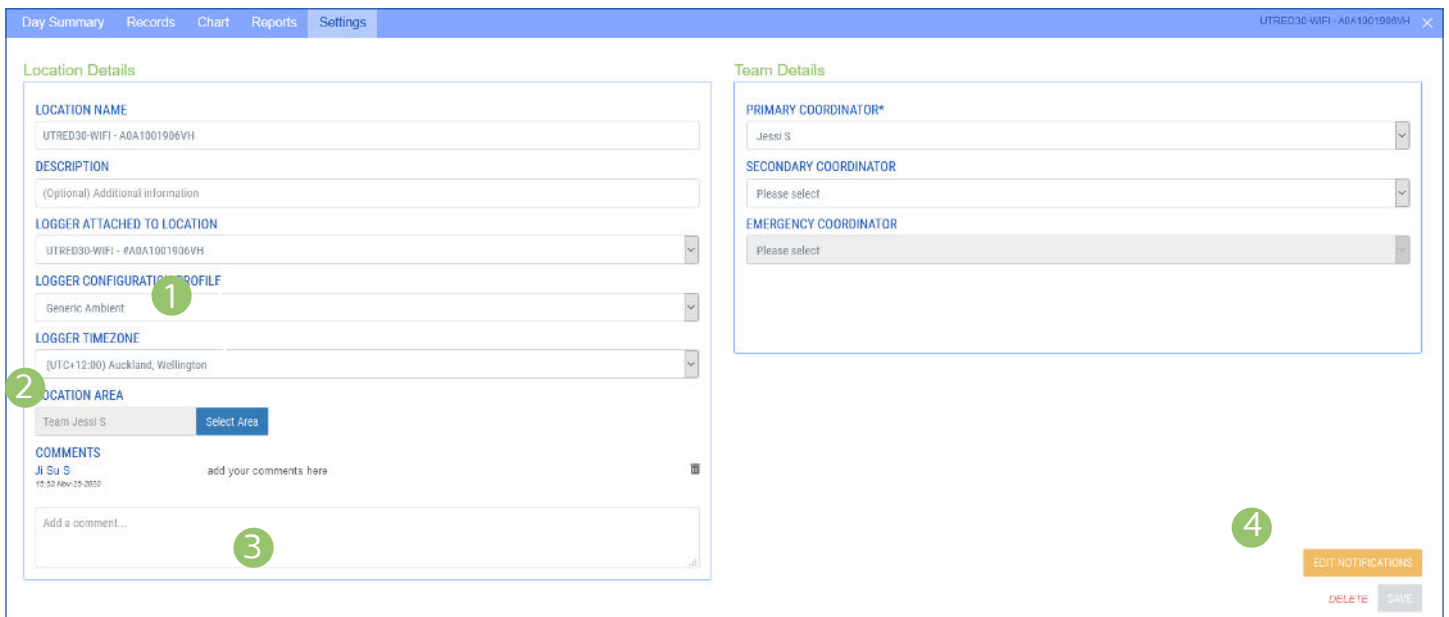 Day Summary Records Chart Reports Settings UTRED30-WIFI - A0A1001906VH
Location Details
LOCATION NAME
UTRED30-WIFI - A0A1001906VH
DESCRIPTION
(Optional) Additional information
LOGGER ATTACHED TO LOCATION
UTRED30-WIFI - #A0A1001906VH
LOGGER CONFIGURATION PROFILE
1
Generic Ambient
LOGGER TIMEZONE
(UTC+12:00) Auckland, Wellington
2
LOCATION AREA
Team Jessi S Select Area
COMMENTS
Ji Su S add your comments here
Add a comment...
3
Team Details
PRIMARY COORDINATOR*
Jessi S
SECONDARY COORDINATOR
Please select
EMERGENCY COORDINATOR
Please select
4
EDIT NOTIFICATIONS
DELETE SAVE